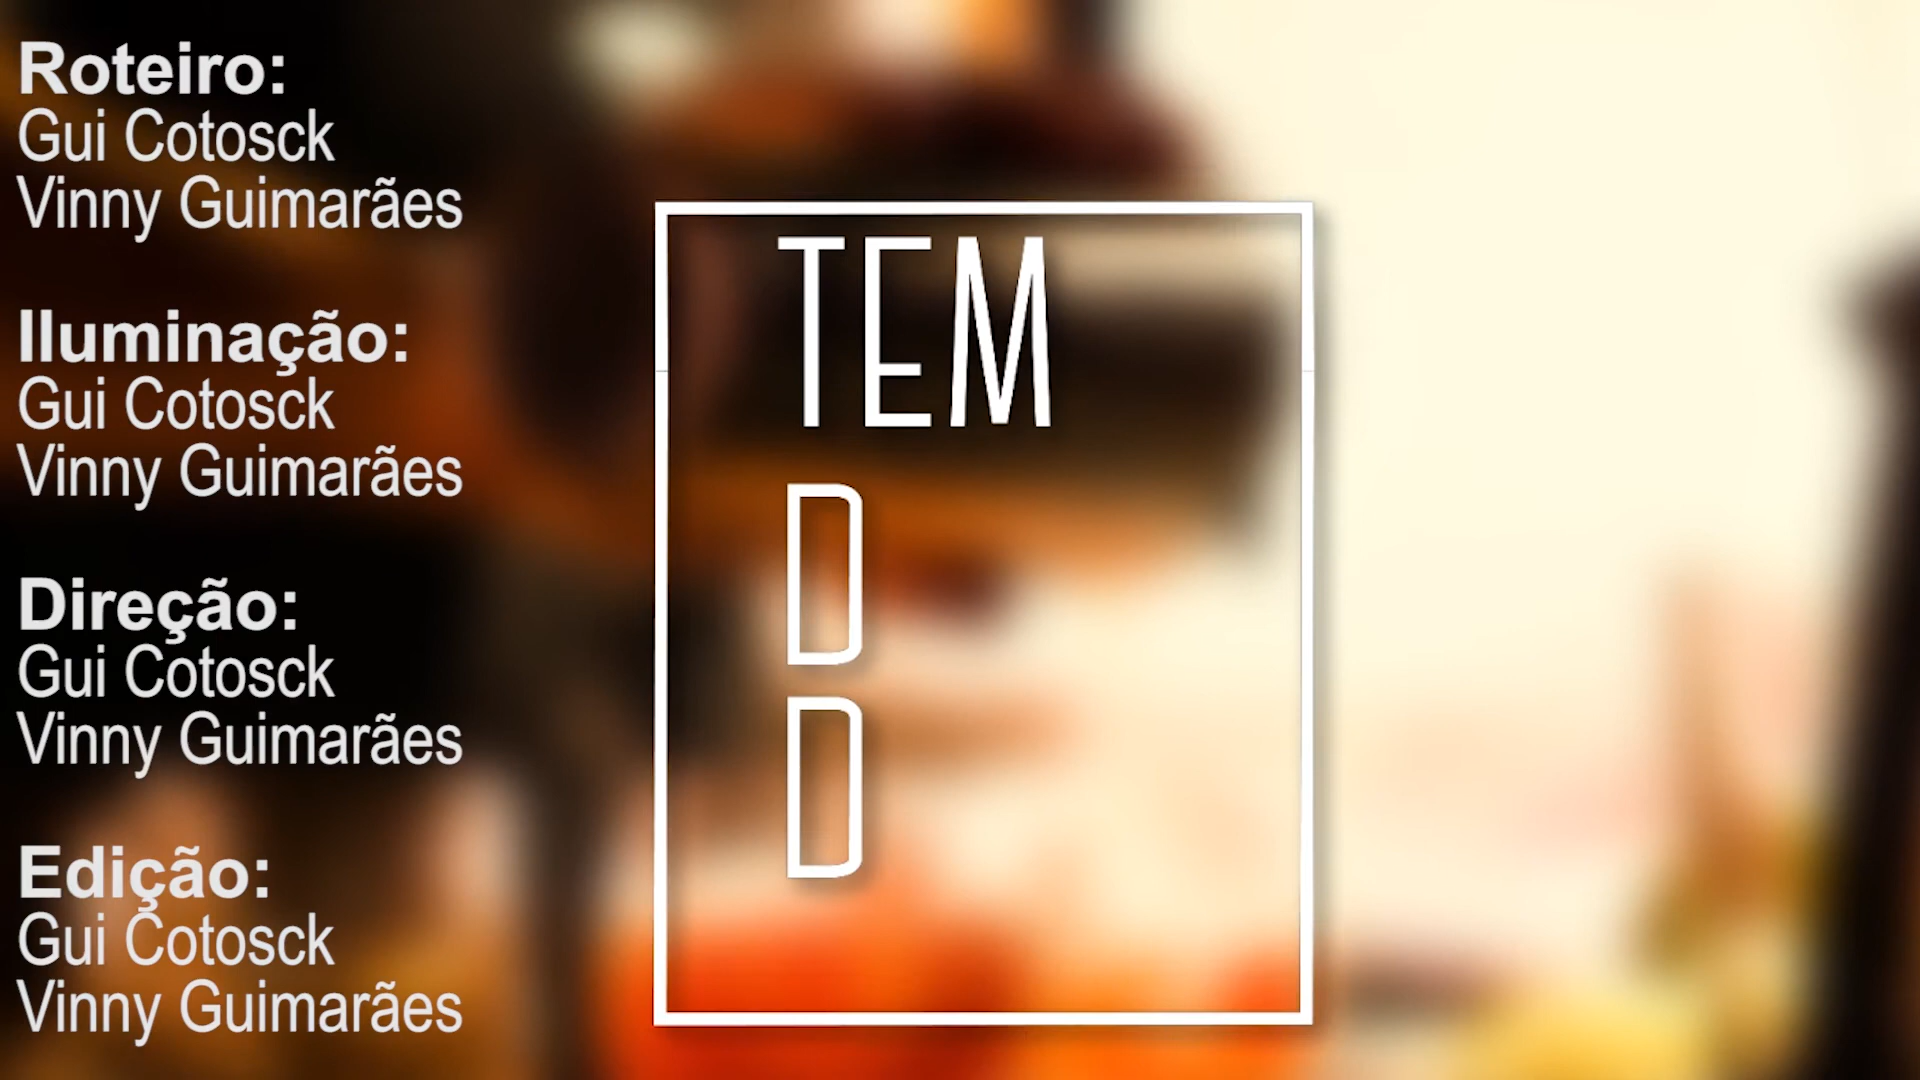 Roteiro:
Gui Cotosck
Vinny Guimarães
Iluminação:
Gui Cotosck
Vinny Guimarães
Direção:
Gui Cotosck
Vinny Guimarães
Edição:
Gui Cotosck
Vinny Guimarães
TEM
D
D